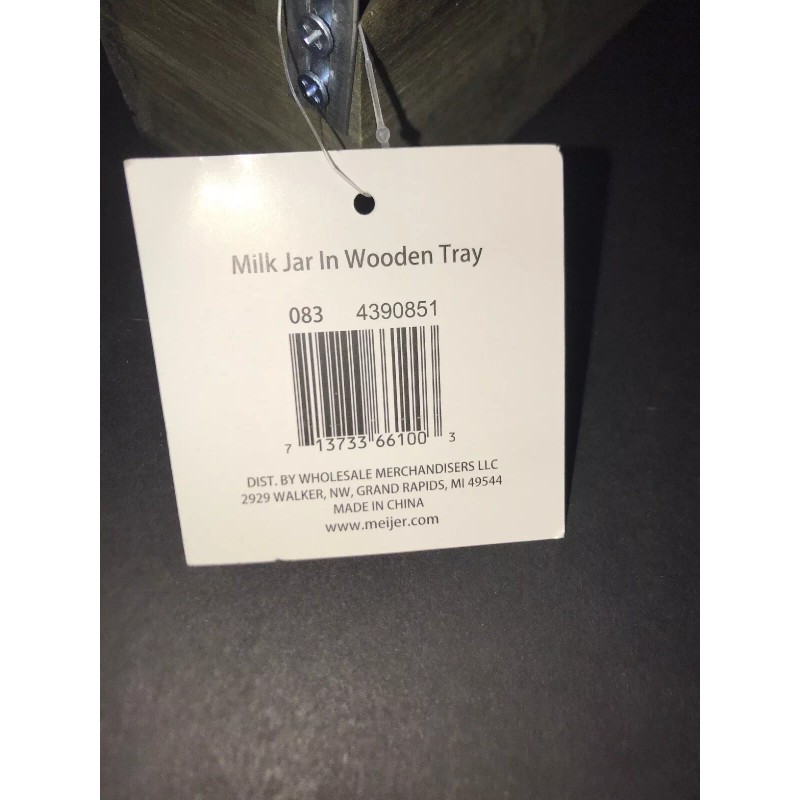 Milk Jar In Wooden Tray
083 4390851
7 13733 66100 3
DIST. BY WHOLESALE MERCHANDISERS LLC
2929 WALKER, NW, GRAND RAPIDS, MI 49544
MADE IN CHINA
www.meijer.com